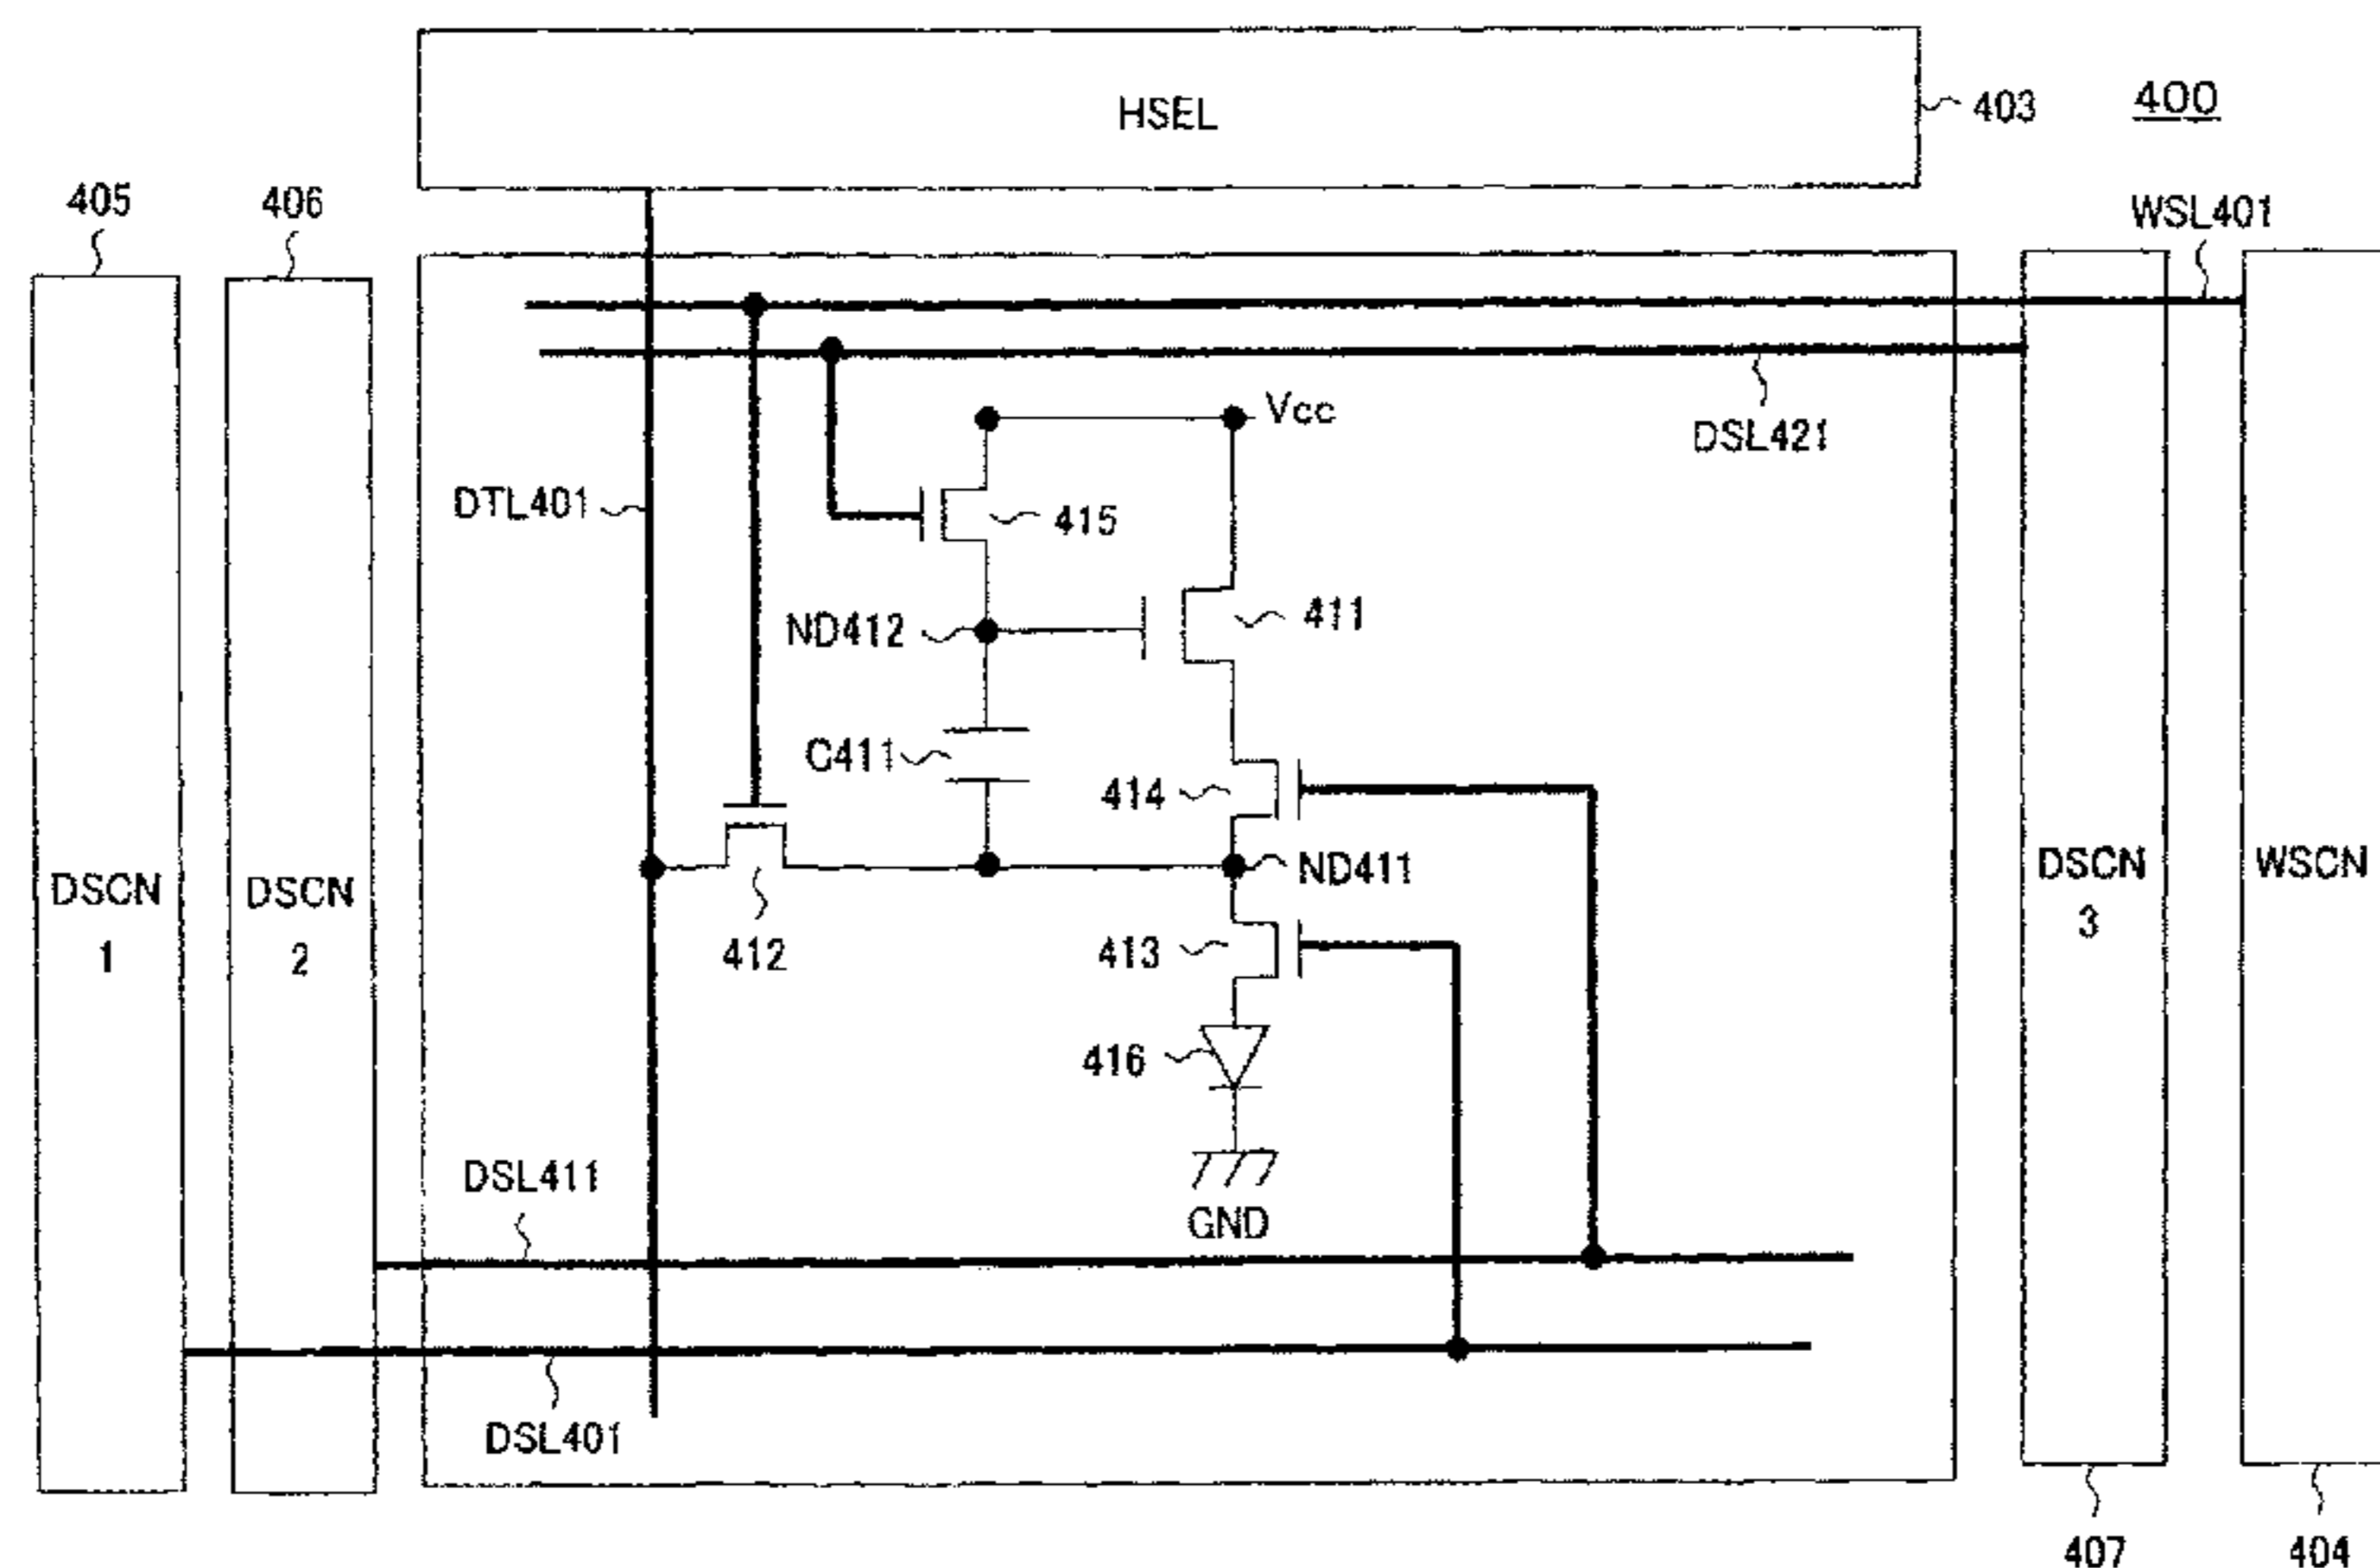 HSEL
403
400
405
406
WSL401
Vcc
DSL421
DTL401
415
ND412
411
C411
414
DSCN
1
DSCN
2
ND411
DSCN
3
WSCN
412
413
416
DSL411
GND
DSL401
407
404